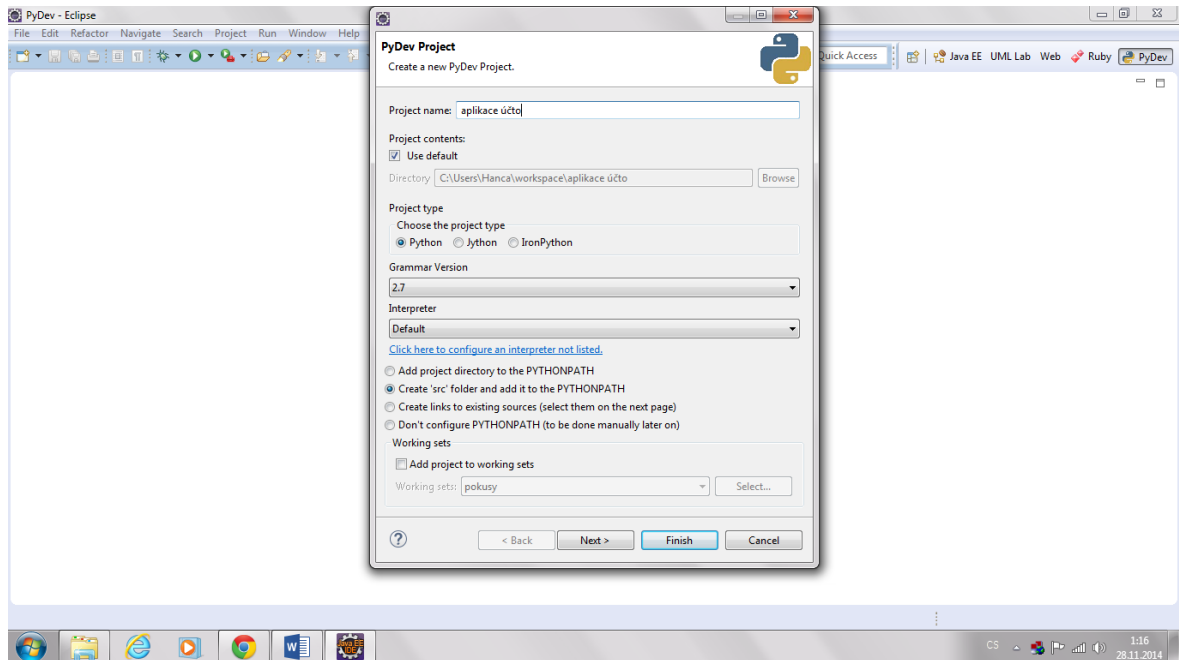 PyDev - Eclipse
File Edit Refactor Navigate Search Project Run Window Help
Quick Access
Java EE UML Lab Web Ruby PyDev
PyDev Project
Create a new PyDev Project.
Project name: aplikace účto
Project contents:
Use default
Directory C:\Users\Hanca\workspace\aplikace účto Browse
Project type
Choose the project type
Python Jython IronPython
Grammar Version
2.7
Interpreter
Default
Click here to configure an interpreter not listed.
Add project directory to the PYTHONPATH
Create 'src' folder and add it to the PYTHONPATH
Create links to existing sources (select them on the next page)
Don't configure PYTHONPATH (to be done manually later on)
Working sets
Add project to working sets
Working sets: pokusy Select...
? < Back Next > Finish Cancel
Java EE
IDE
CS 1:16
28.11.2014